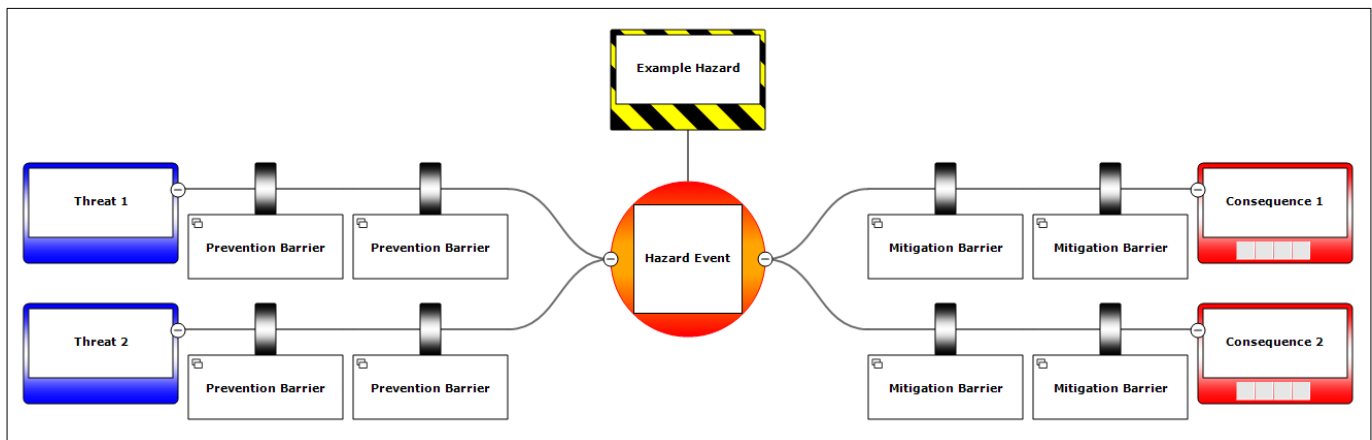 Example Hazard
Threat 1
Prevention Barrier
Prevention Barrier
Hazard Event
Mitigation Barrier
Mitigation Barrier
Consequence 1
Threat 2
Prevention Barrier
Prevention Barrier
Mitigation Barrier
Mitigation Barrier
Consequence 2